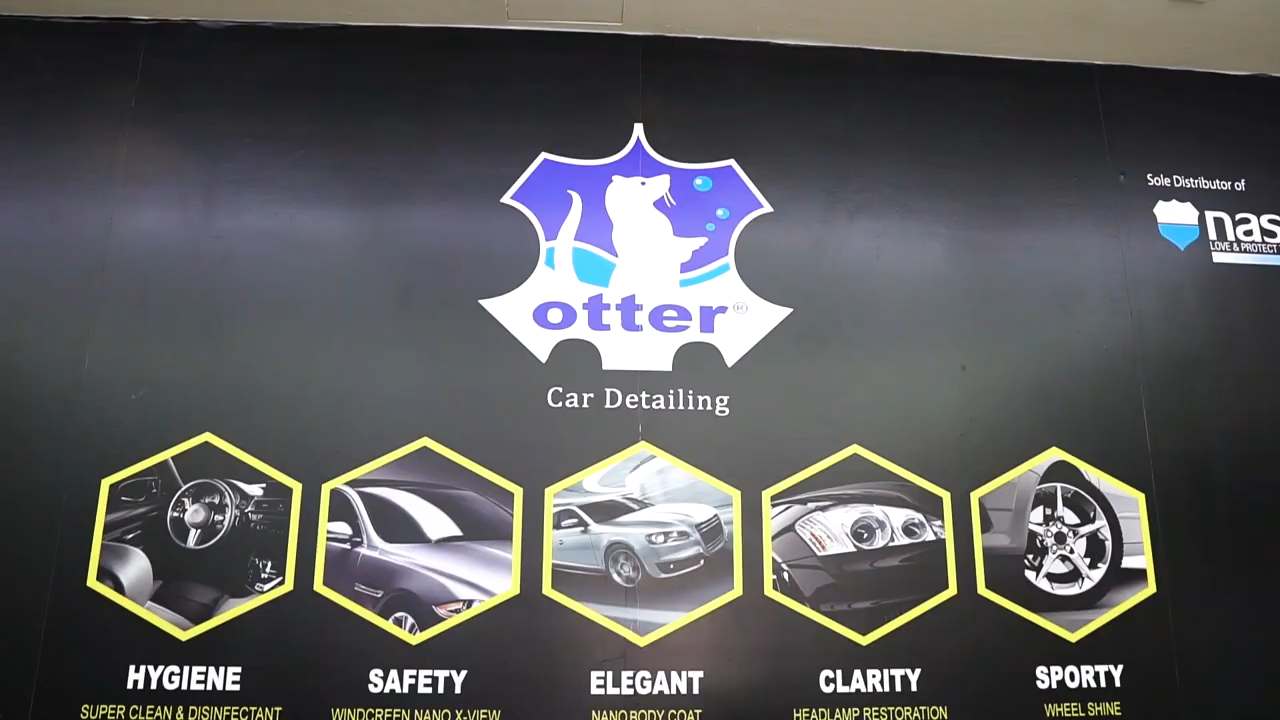 Sole Distributor of
nas
LOVE & PROTECT
otter®
Car Detailing
HYGIENE
SAFETY
ELEGANT
CLARITY
SPORTY
SUPER CLEAN & DISINFECTANT
WINDCREEN NANO X-VIEW
NANO BODY COAT
HEADLAMP RESTORATION
WHEEL SHINE